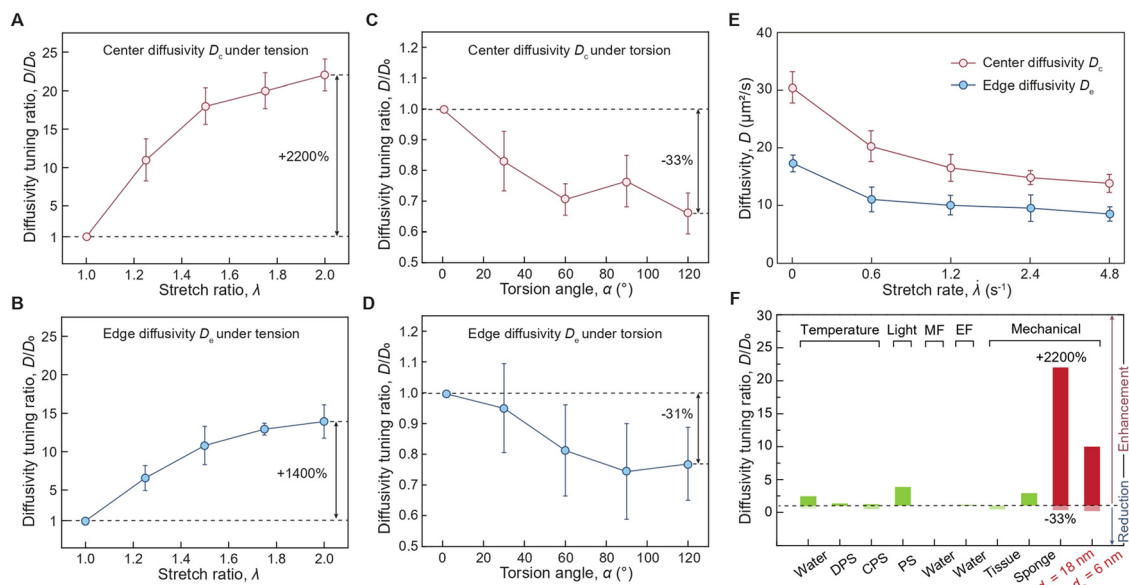 A
Center diffusivity Dc under tension
Diffusivity tuning ratio, D/D₀
25
20
15
10
5
1
+2200%
1.0 1.2 1.4 1.6 1.8 2.0
Stretch ratio, λ
B
Edge diffusivity De under tension
Diffusivity tuning ratio, D/D₀
25
20
15
10
5
1
+1400%
1.0 1.2 1.4 1.6 1.8 2.0
Stretch ratio, λ
C
Center diffusivity Dc under torsion
Diffusivity tuning ratio, D/D₀
1.2
1.1
1.0
0.9
0.8
0.7
0.6
0.5
-33%
0 20 40 60 80 100 120
Torsion angle, α (°)
D
Edge diffusivity De under torsion
Diffusivity tuning ratio, D/D₀
1.2
1.1
1.0
0.9
0.8
0.7
0.6
0.5
-31%
0 20 40 60 80 100 120
Torsion angle, α (°)
E
Center diffusivity Dc
Edge diffusivity De
Diffusivity, D (μm²/s)
40
30
20
10
0
0 0.6 1.2 2.4 4.8
Stretch rate, λ̇ (s⁻¹)
F
Temperature Light MF EF Mechanical
+2200%
Diffusivity tuning ratio, D/D₀
30
25
20
15
10
5
0
-33%
Enhancement
Reduction
Water DPS CPS PS Water Water Tissue Sponge
= 18 nm
= 6 nm